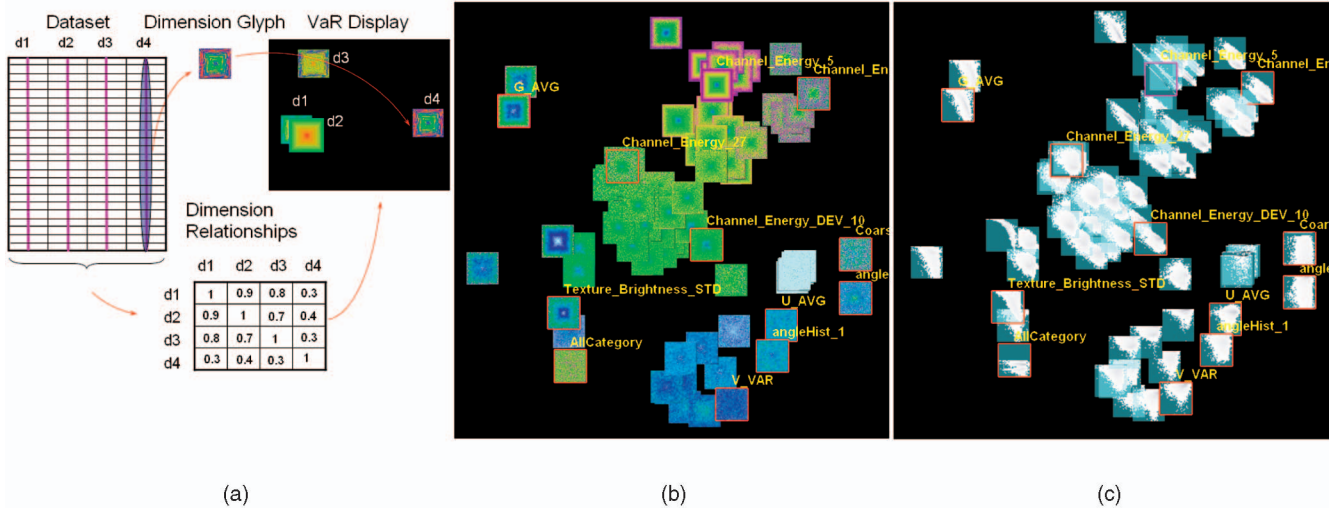 Dataset
Dimension Glyph
VaR Display
d1 d2 d3 d4
d3
d1
d2
d4
Dimension
Relationships
d1 d2 d3 d4
d1 1 0.9 0.8 0.3
d2 0.9 1 0.7 0.4
d3 0.8 0.7 1 0.3
d4 0.3 0.4 0.3 1
(a)
Channel_Energy_5
G_AVG
Channel_En
Channel_Energy_27
Channel_Energy_DEV_10
Coars
angle
Texture_Brightness_STD
U_AVG
AllCategory
angleHist_1
V_VAR
(b)
Channel_Energy_5
G_AVG
Channel_En
Channel_Energy
Channel_Energy_DEV_10
Coars
angle
Texture_Brightness_STD
U_AVG
AllCategory
angleHist_1
V_VAR
(c)